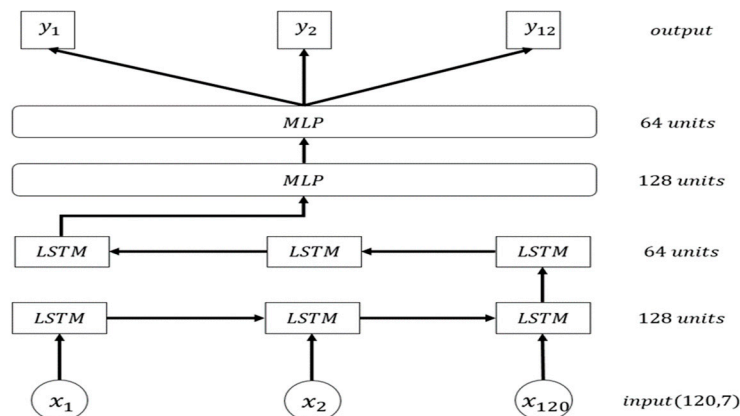 y₁ y₂ y₁₂ output
MLP 64 units
MLP 128 units
LSTM LSTM LSTM 64 units
LSTM LSTM LSTM 128 units
x₁ x₂ x₁₂₀ input(120,7)